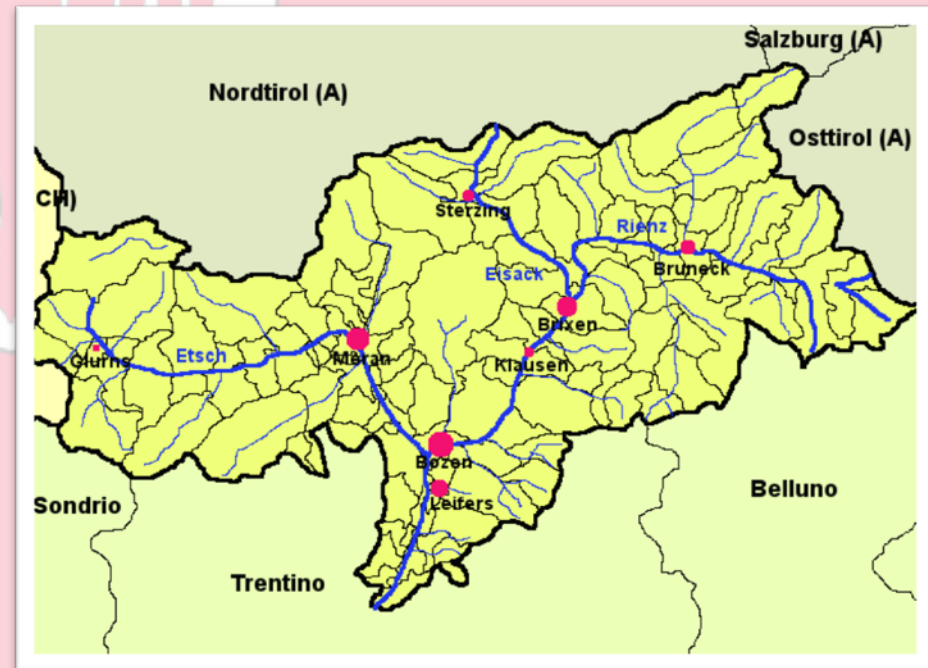 Salzburg (A)
Nordtirol (A)
Osttirol (A)
CH)
Sterzing
Rienz
Bruneck
Eisack
Brixen
Glurns
Etsch
Meran
Klausen
Bozen
Leifers
Sondrio
Belluno
Trentino